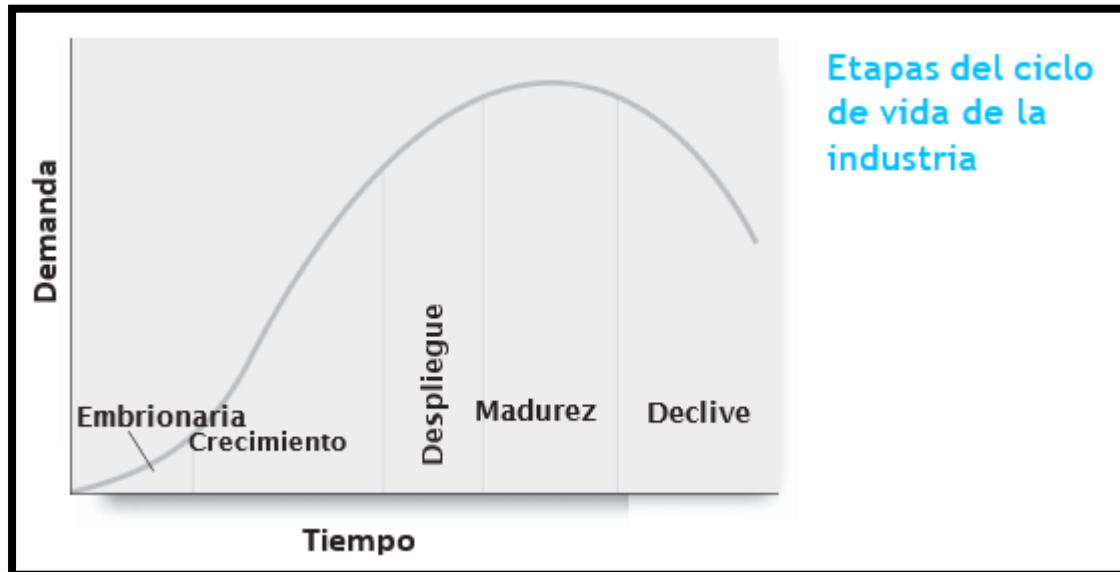 Etapas del ciclo
de vida de la
industria
Demanda
Embrionaria
Crecimiento
Despliegue
Madurez
Declive
Tiempo